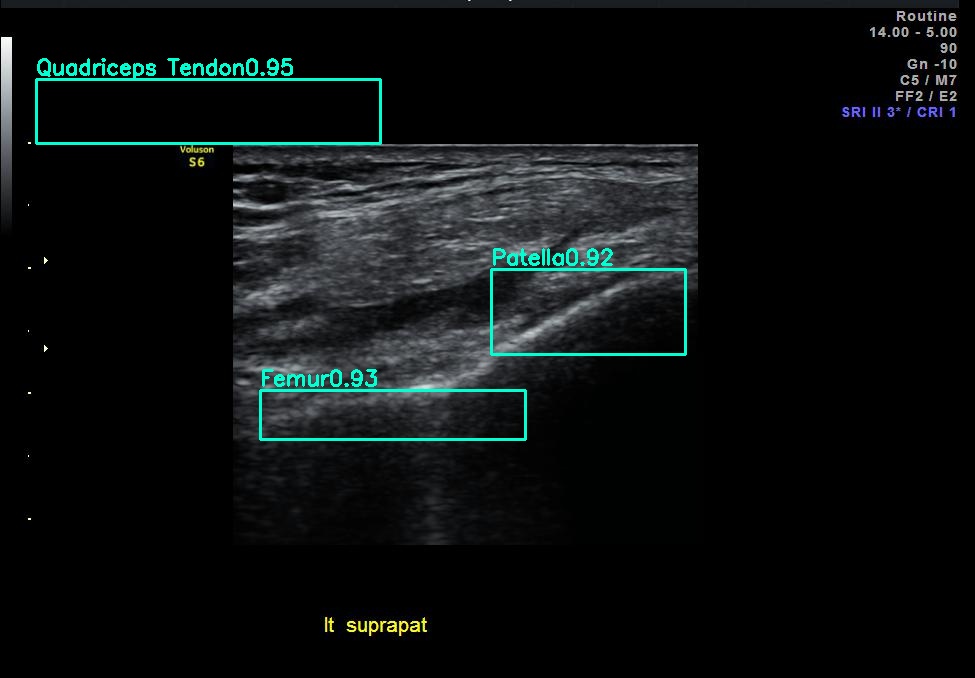 Routine
14.00 - 5.00
90
Gn -10
C5 / M7
FF2 / E2
SRI II 3* / CRI 1
Quadriceps Tendon0.95
Voluson
S6
Patella0.92
Femur0.93
lt suprapat